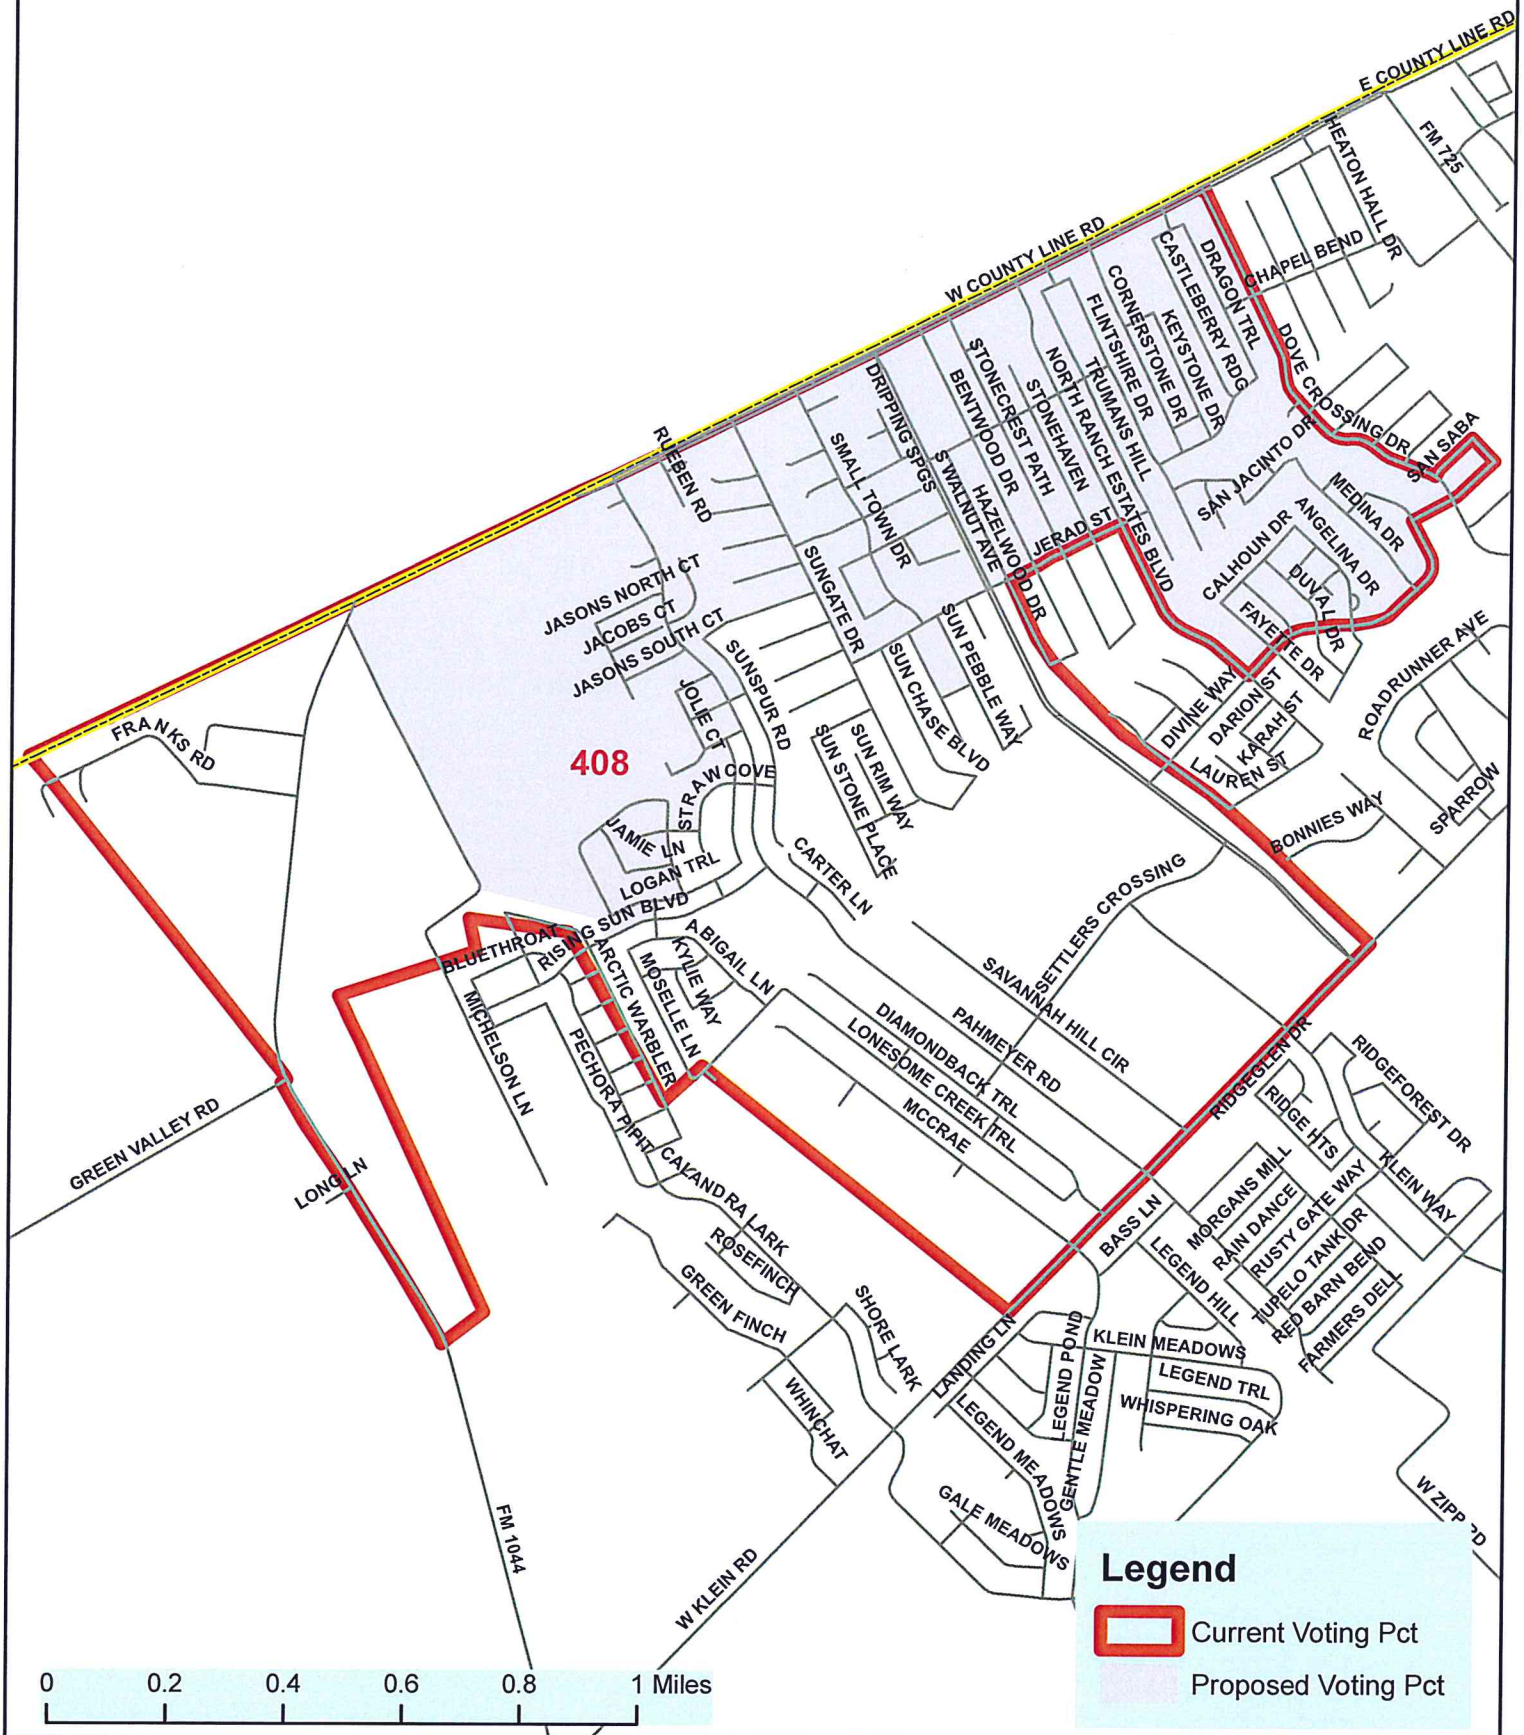 E COUNTY LINE RD
FM 725
HEATON HALL DR
CHAPEL BEND
W COUNTY LINE RD
DRAGON TRL
CASTLEBERRY RDG
CORNERSTONE DR
KEYSTONE DR
FLINTSHIRE DR
TRUMANS HILL
NORTH RANCH ESTATES BLVD
STONEHAVEN
STONECREST PATH
BENTWOOD DR
DRIPPING SPGS
S WALNUT AVE
HAZELWOOD DR
JERAD ST
DOVE CROSSING DR
SAN SABA
SAN JACINTO DR
MEDINA DR
ANGELINA DR
CALHOUN DR
DUVAL DR
FAYETTE DR
RUEBEN RD
SMALL TOWN DR
SUNGATE DR
JASONS NORTH CT
JACOBS CT
JASONS SOUTH CT
JOLIE CT
SUNSPUR RD
SUN CHASE BLVD
SUN PEBBLE WAY
SUN RIM WAY
SUN STONE PLACE
DIVINE WAY
DARION ST
KARAH ST
LAUREN ST
ROADRUNNER AVE
SPARROW
BONNIES WAY
FRANKS RD
408
STRAW COVE
JAMIE LN
LOGAN TRL
RISING SUN BLVD
CARTER LN
SETTLERS CROSSING
BLUETHROAT
ABIGAIL LN
KYLIE WAY
MOSELLE LN
ARCTIC WARBLER
SAVANNAH HILL CIR
PAHMEYER RD
DIAMONDBACK TRL
LONESOME CREEK TRL
MCCRAE
MICHELSON LN
PECHORA PIPIT
RIDGEGLEN DR
RIDGEFOREST DR
RIDGE HTS
KLEIN WAY
GREEN VALLEY RD
LONG LN
CALANDRA LARK
ROSEFINCH
GREEN FINCH
SHORE LARK
WHINCHAT
MORGANS MILL
RAIN DANCE
RUSTY GATE WAY
TUPELO TANK DR
RED BARN BEND
FARMERS DELL
BASS LN
LEGEND HILL
LANDING LN
LEGEND POND
KLEIN MEADOWS
LEGEND TRL
WHISPERING OAK
GENTLE MEADOW
LEGEND MEADOWS
GALE MEADOWS
W ZIPP RD
FM 1044
W KLEIN RD
Legend
Current Voting Pct
Proposed Voting Pct
0 0.2 0.4 0.6 0.8 1 Miles